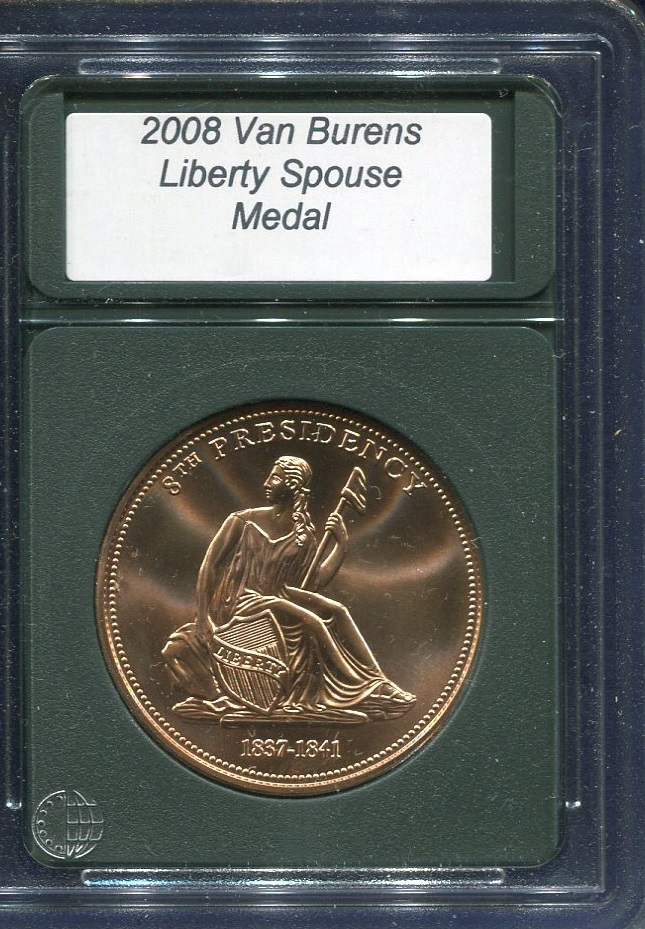 2008 Van Burens
Liberty Spouse
Medal
8TH PRESIDENCY
LIBERTY
1837-1841